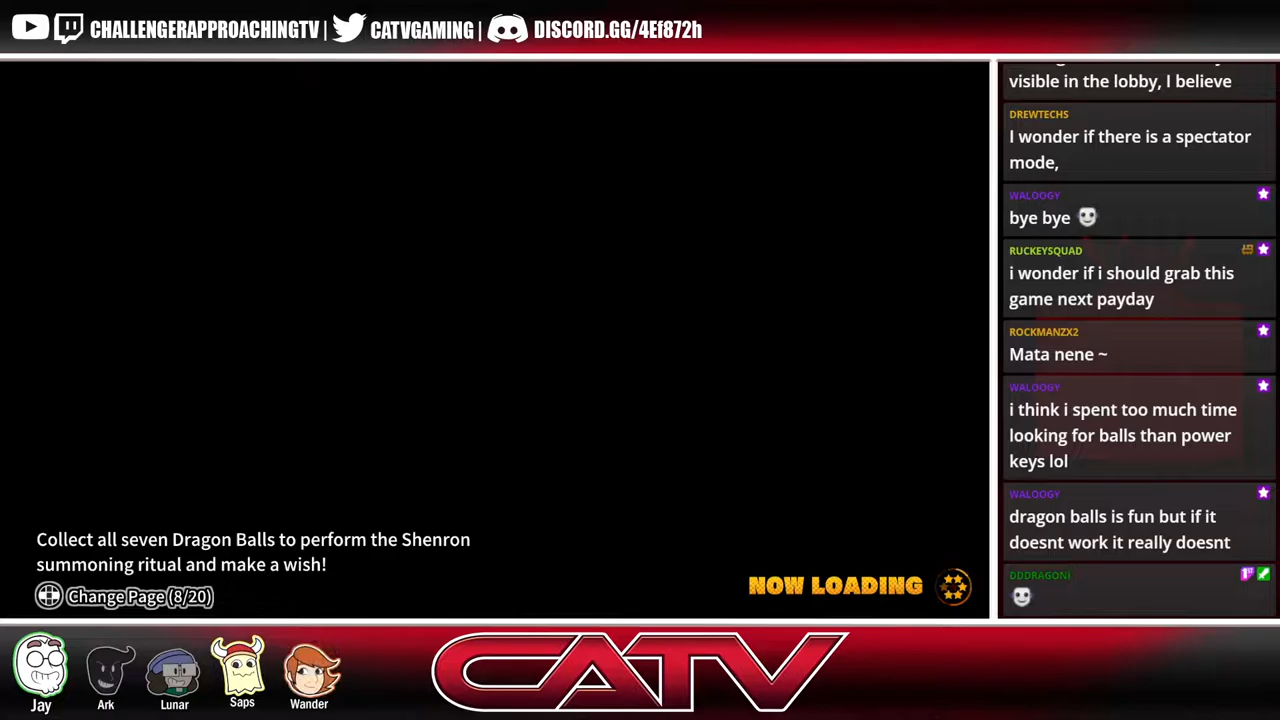 CHALLENGERAPPROACHINGTV | CATVGAMING | DISCORD.GG/4Ef872h
visible in the lobby, I believe
DREWTECHS
I wonder if there is a spectator
mode,
WALOOGY
bye bye
RUCKEYSQUAD
i wonder if i should grab this
game next payday
ROCKMANZX2
Mata nene ~
WALOOGY
i think i spent too much time
looking for balls than power
keys lol
WALOOGY
dragon balls is fun but if it
doesnt work it really doesnt
DDDRAGONI
Collect all seven Dragon Balls to perform the Shenron
summoning ritual and make a wish!
Change Page (8/20)
NOW LOADING
Jay
Ark
Lunar
Saps
Wander
CATV